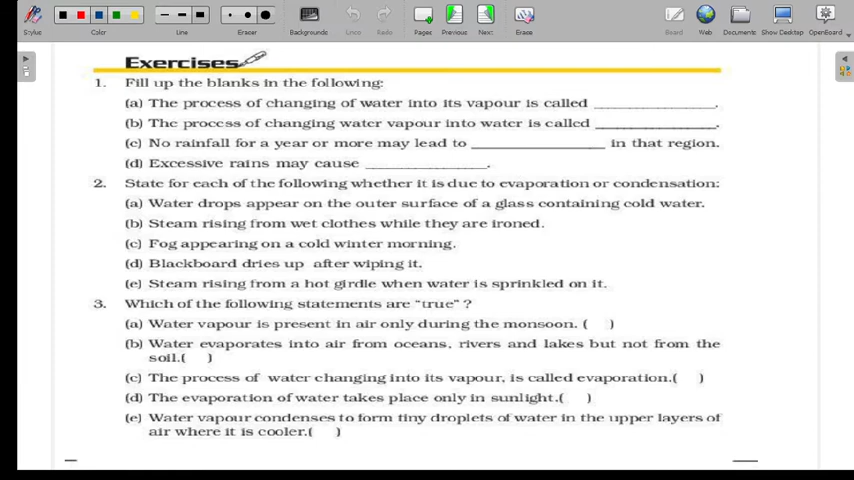 Stylus
Color
Line
Eraser
Backgrounds
Undo
Redo
Pages
Previous
Next
Erase
Board
Web
Documents
Show Desktop
OpenBoard
Exercises
1. Fill up the blanks in the following:
(a) The process of changing of water into its vapour is called ________________.
(b) The process of changing water vapour into water is called ________________.
(c) No rainfall for a year or more may lead to ________________ in that region.
(d) Excessive rains may cause ________________.
2. State for each of the following whether it is due to evaporation or condensation:
(a) Water drops appear on the outer surface of a glass containing cold water.
(b) Steam rising from wet clothes while they are ironed.
(c) Fog appearing on a cold winter morning.
(d) Blackboard dries up after wiping it.
(e) Steam rising from a hot girdle when water is sprinkled on it.
3. Which of the following statements are “true” ?
(a) Water vapour is present in air only during the monsoon. ( )
(b) Water evaporates into air from oceans, rivers and lakes but not from the
soil.( )
(c) The process of water changing into its vapour, is called evaporation.( )
(d) The evaporation of water takes place only in sunlight.( )
(e) Water vapour condenses to form tiny droplets of water in the upper layers of
air where it is cooler.( )